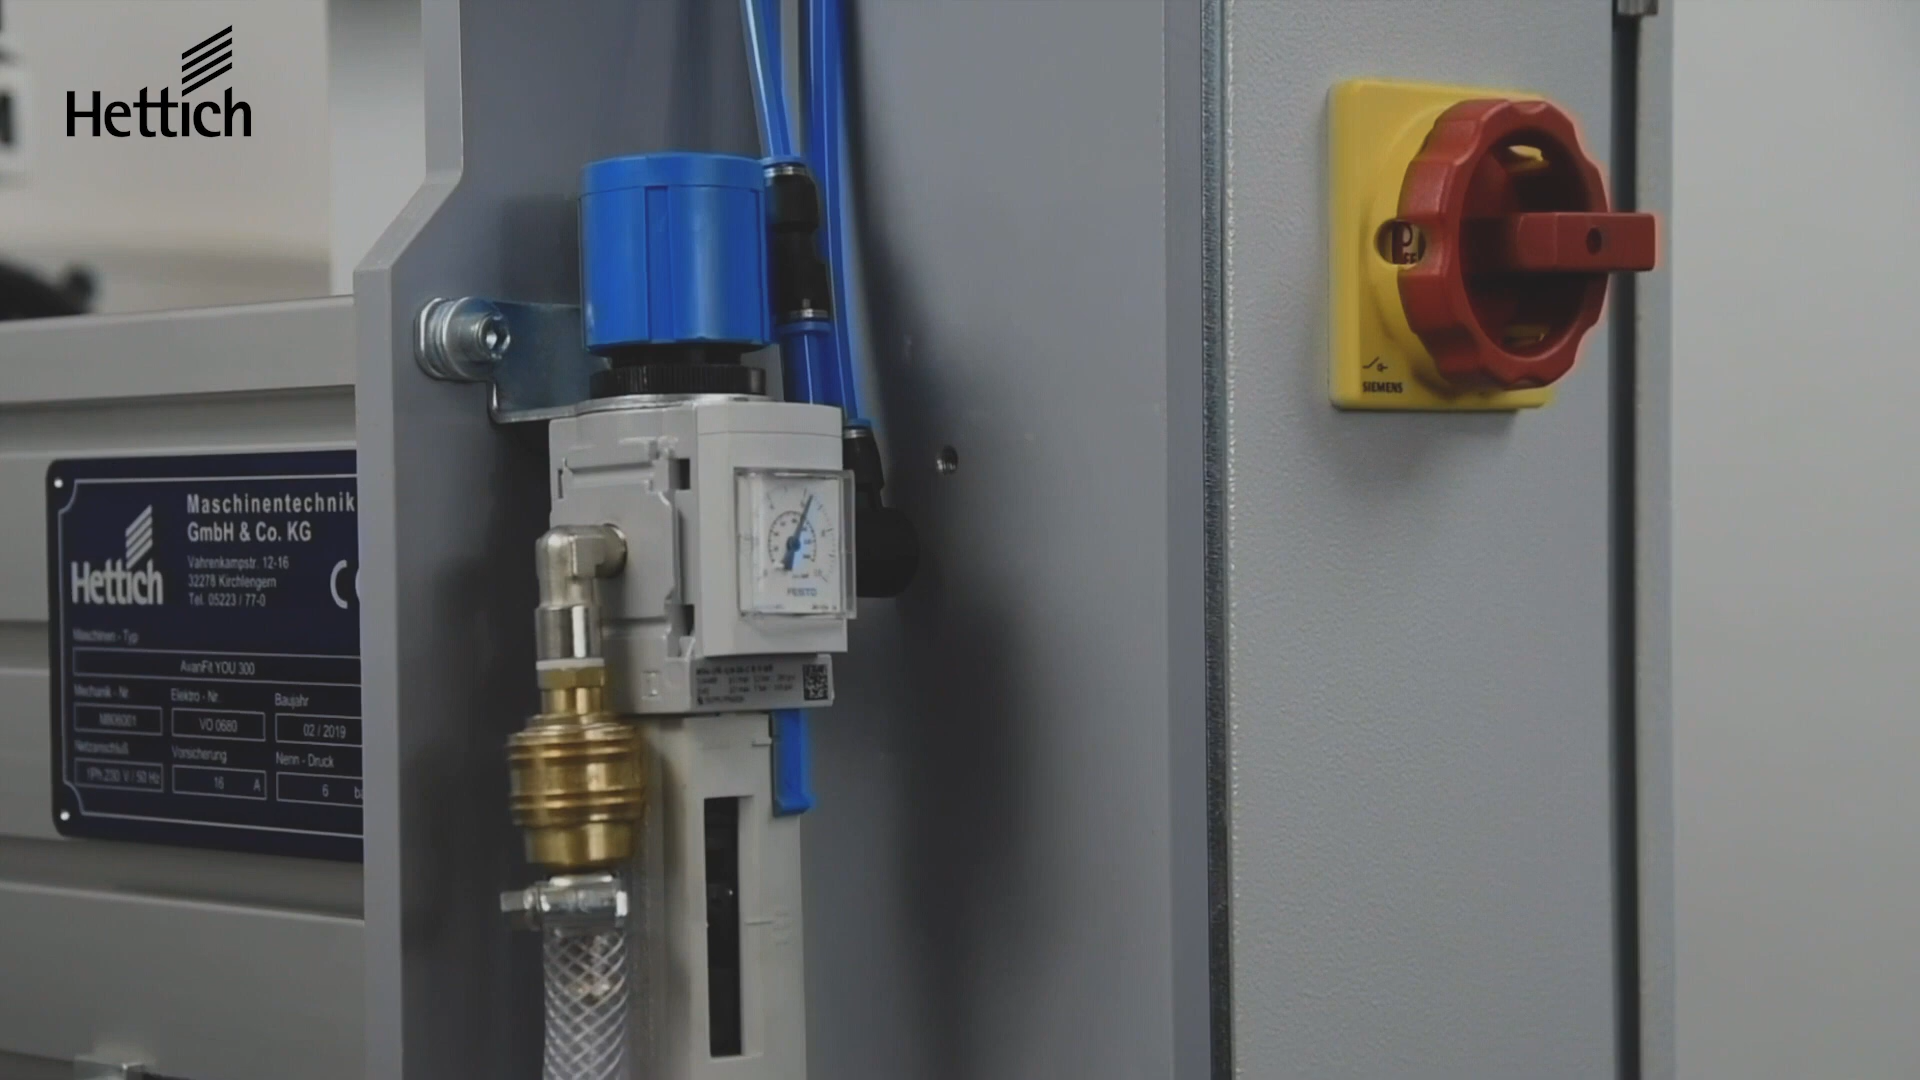 Hettich
Hettich
Maschinentechnik
GmbH & Co. KG
Vahrenkampstr. 12-16
32278 Kirchlengern
Tel. 05223 / 77-0
CE
Maschinen - Typ
AvanFit YOU 300
Mechanik - Nr.
Elektro - Nr.
Baujahr
M806001
VO 0680
02 / 2019
Netzanschluß
Vorsicherung
Nenn - Druck
1Ph 230 V / 50 Hz
16 A
6
FESTO
SIEMENS